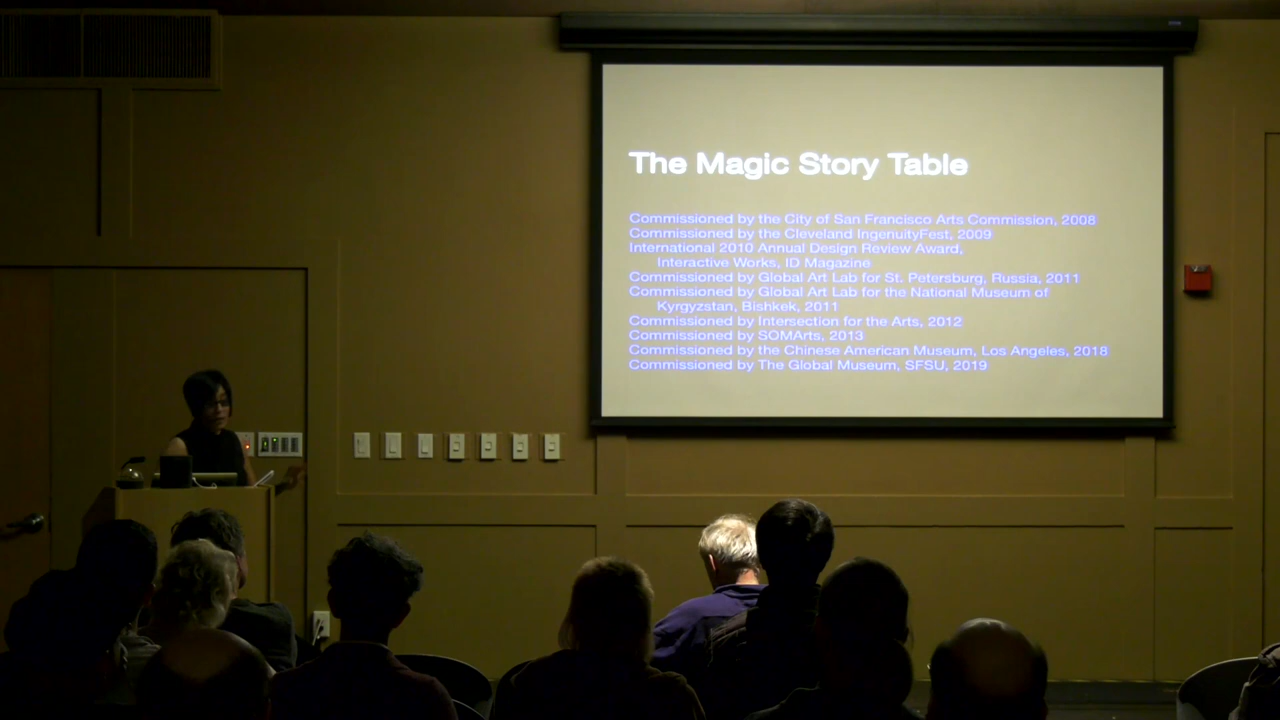 The Magic Story Table
Commissioned by the City of San Francisco Arts Commission, 2008
Commissioned by the Cleveland IngenuityFest, 2009
International 2010 Annual Design Review Award,
Interactive Works, ID Magazine
Commissioned by Global Art Lab for St. Petersburg, Russia, 2011
Commissioned by Global Art Lab for the National Museum of
Kyrgyzstan, Bishkek, 2011
Commissioned by Intersection for the Arts, 2012
Commissioned by SOMArts, 2013
Commissioned by the Chinese American Museum, Los Angeles, 2018
Commissioned by The Global Museum, SFSU, 2019